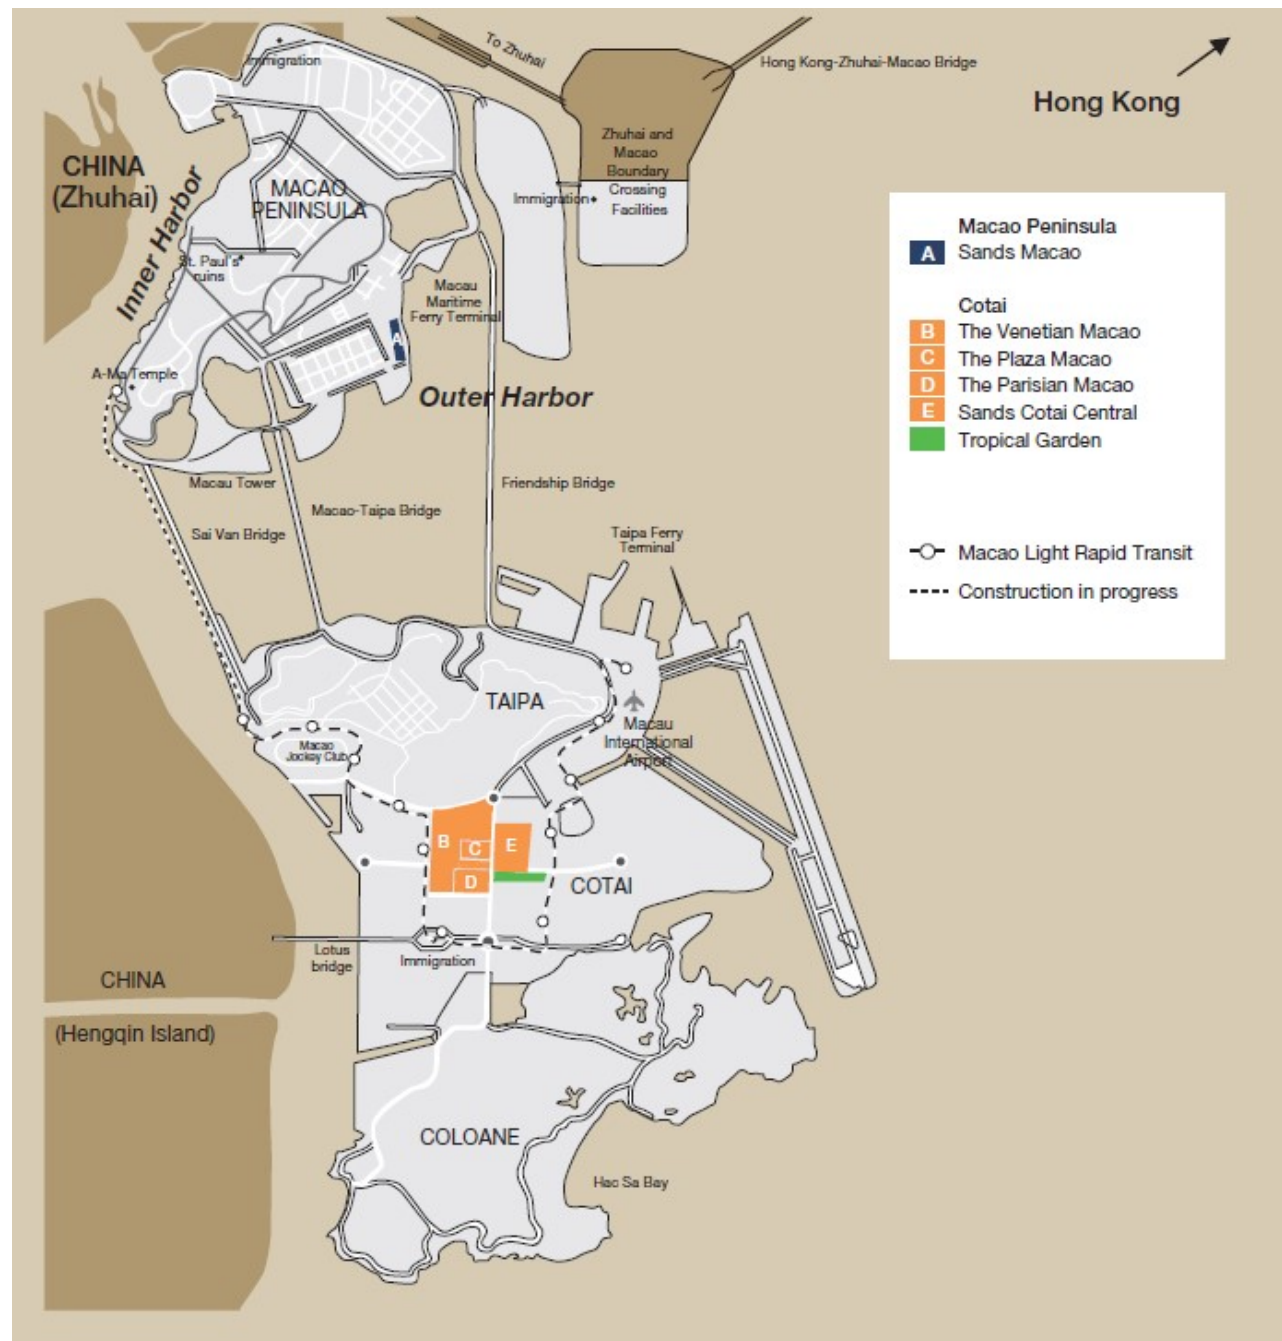 To Zhuhai
Immigration
Hong Kong-Zhuhai-Macao Bridge
Hong Kong
CHINA
(Zhuhai)
Inner Harbor
MACAO
PENINSULA
Zhuhai and
Macao
Boundary
Crossing
Facilities
Immigration
St. Paul's
ruins
Macau
Maritime
Ferry Terminal
A
A-Ma Temple
Outer Harbor
Macau Tower
Sai Van Bridge
Macao-Taipa Bridge
Friendship Bridge
Taipa Ferry
Terminal
Macao Peninsula
A Sands Macao
Cotai
B The Venetian Macao
C The Plaza Macao
D The Parisian Macao
E Sands Cotai Central
Tropical Garden
Macao Light Rapid Transit
Construction in progress
TAIPA
Macau
International
Airport
Macao
Jockey Club
B
C
E
D
COTAI
Lotus
bridge
Immigration
CHINA
(Hengqin Island)
COLOANE
Hac Sa Bay